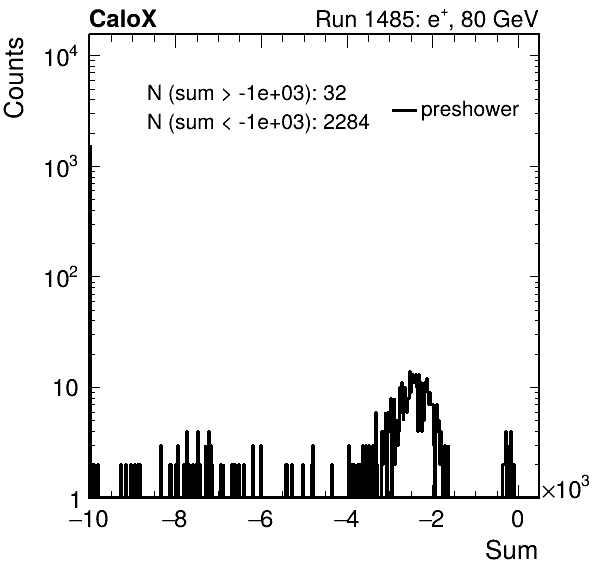 CaloX Run 1485: e⁺, 80 GeV
Counts
10⁴
N (sum > -1e+03): 32
N (sum < -1e+03): 2284
preshower
10³
10²
10
1
−10 −8 −6 −4 −2 0 ×10³
Sum